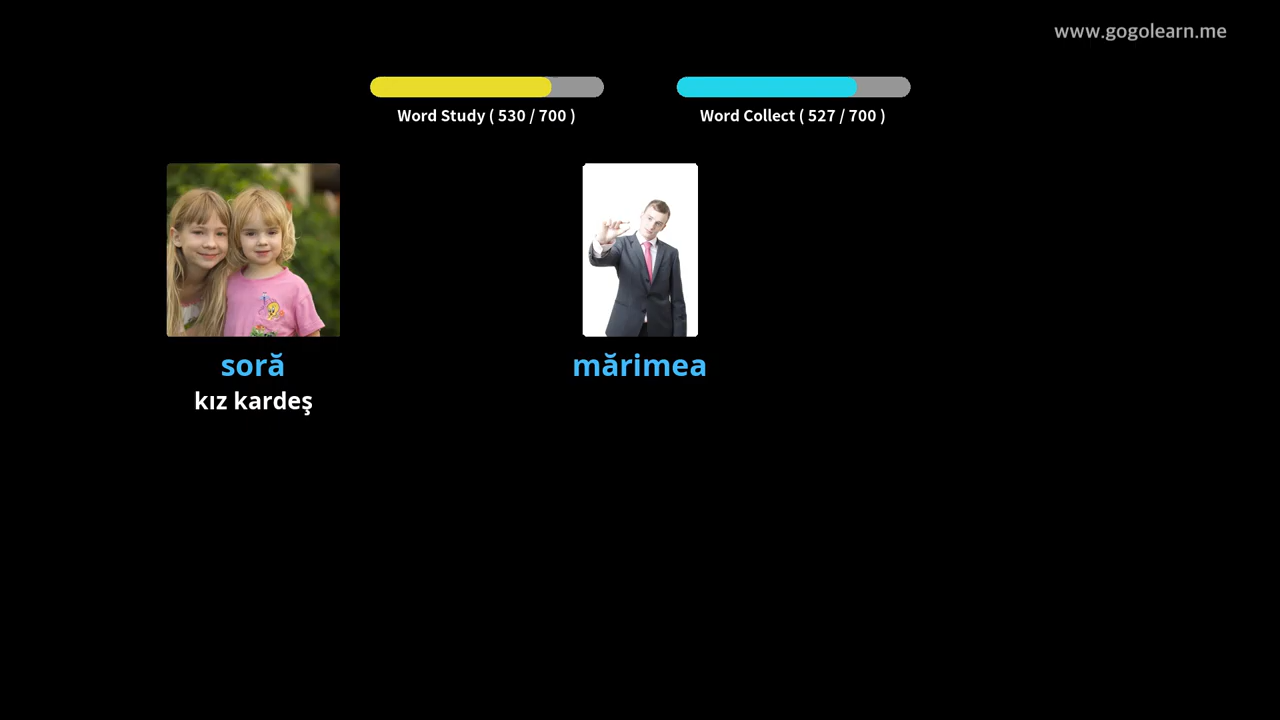 www.gogolearn.me
Word Study ( 530 / 700 )
Word Collect ( 527 / 700 )
soră
mărimea
kız kardeş